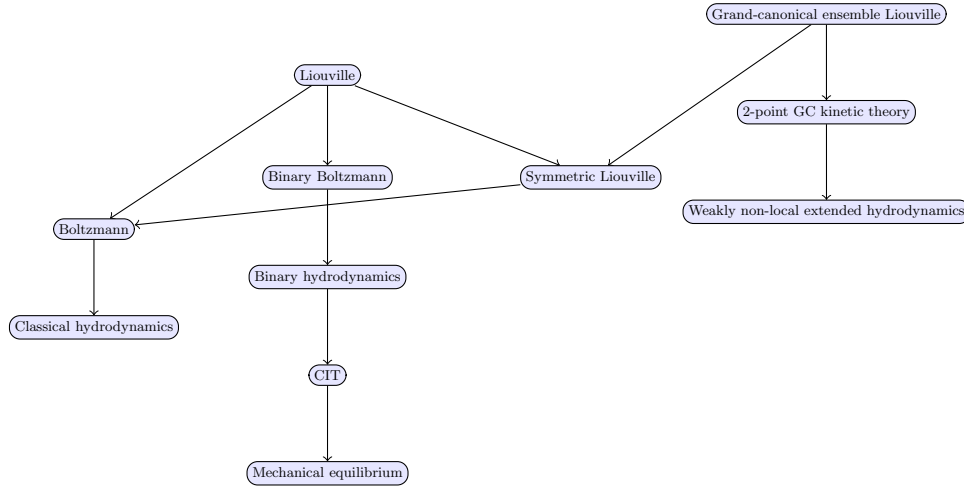 Grand-canonical ensemble Liouville
Liouville
2-point GC kinetic theory
Binary Boltzmann
Symmetric Liouville
Weakly non-local extended hydrodynamics
Boltzmann
Binary hydrodynamics
Classical hydrodynamics
CIT
Mechanical equilibrium